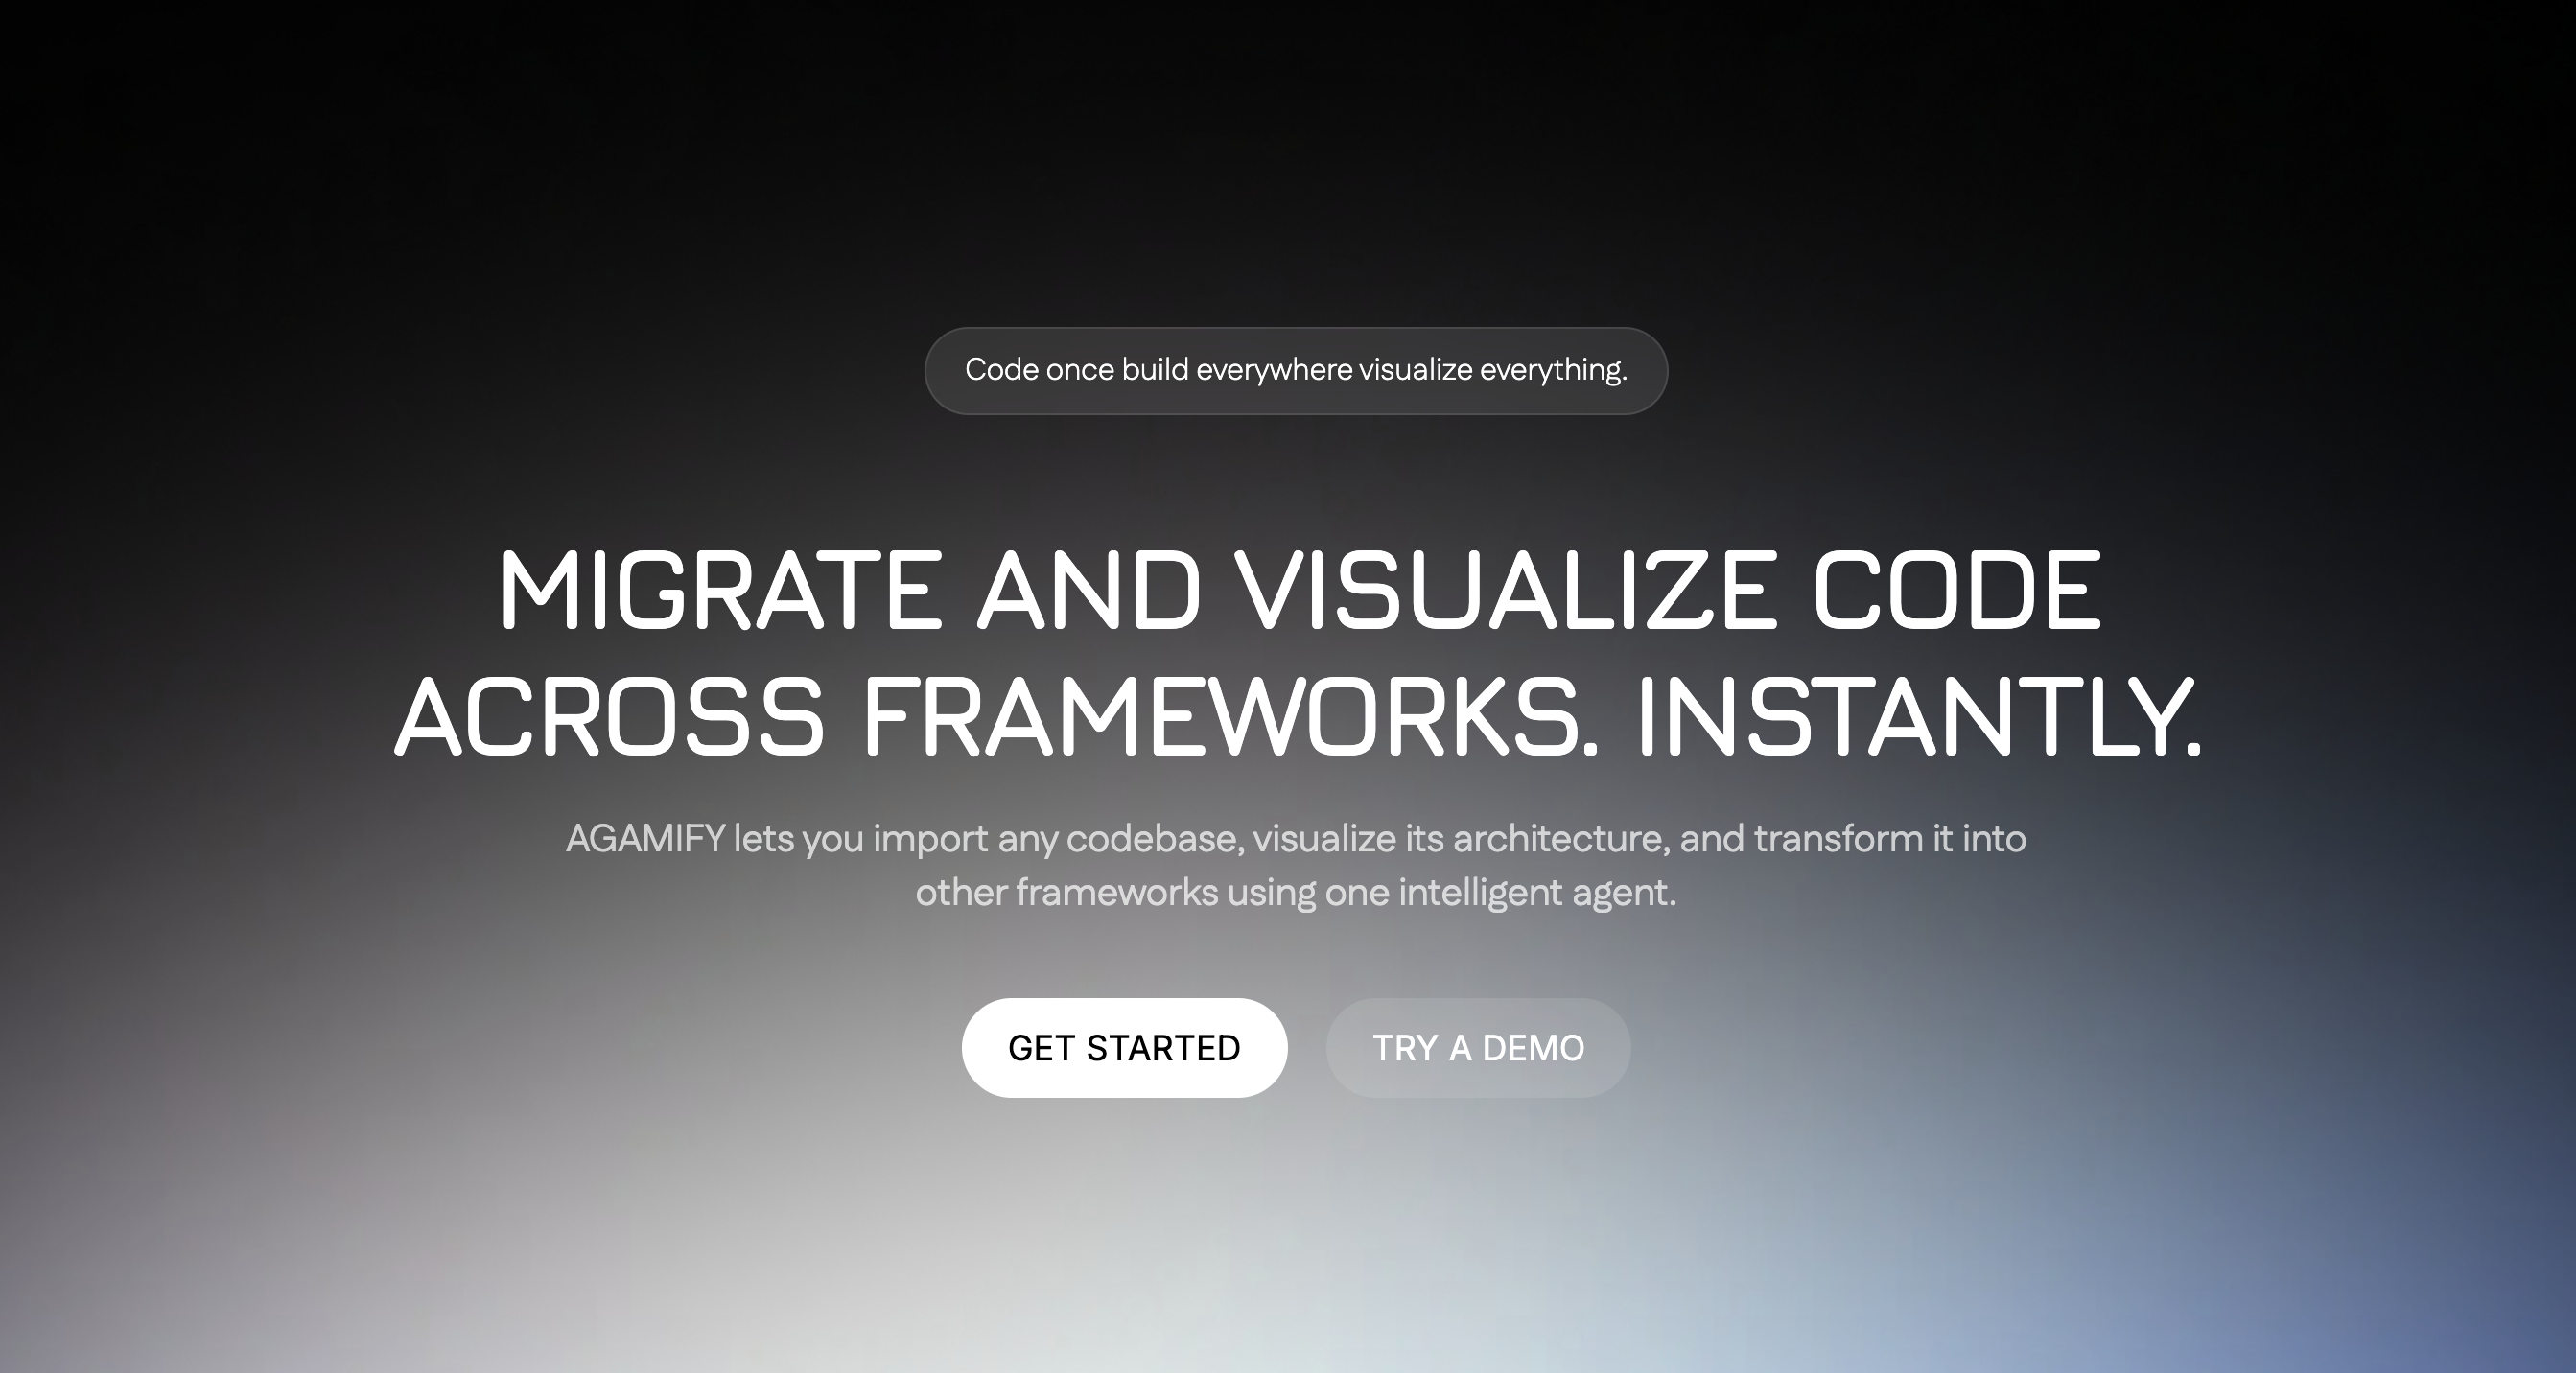 Code once build everywhere visualize everything.
MIGRATE AND VISUALIZE CODE
ACROSS FRAMEWORKS. INSTANTLY.
AGAMIFY lets you import any codebase, visualize its architecture, and transform it into
other frameworks using one intelligent agent.
GET STARTED
TRY A DEMO